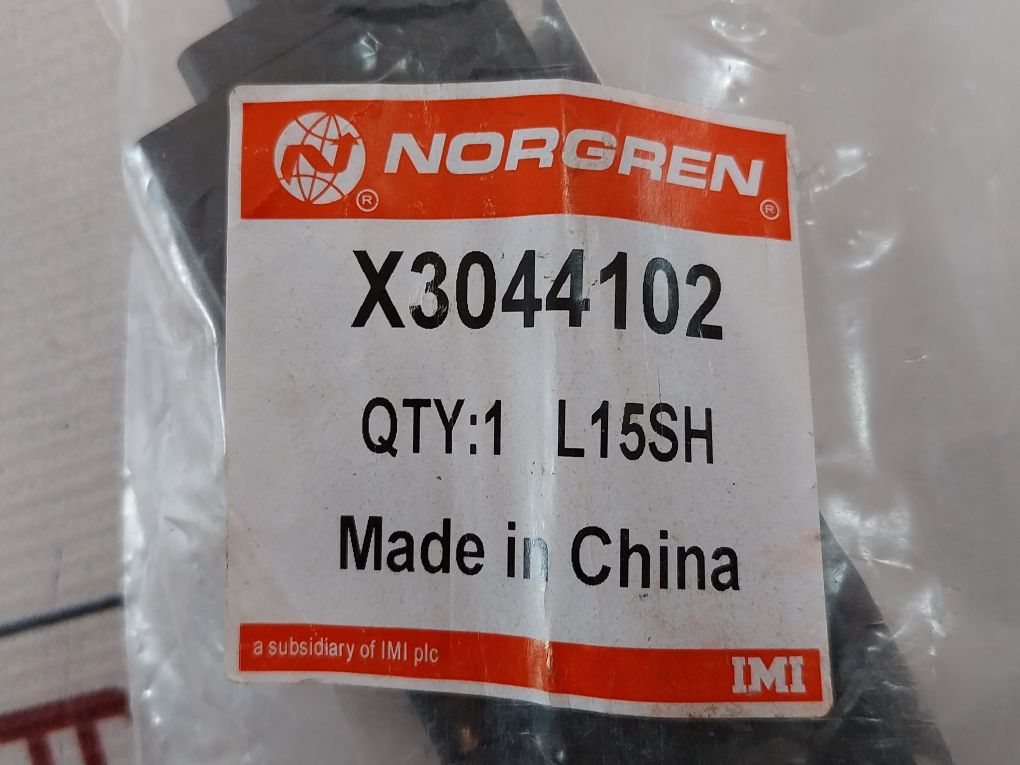 N ® NORGREN ®
X3044102
QTY:1 L15SH
Made in China
a subsidiary of IMI plc IMI